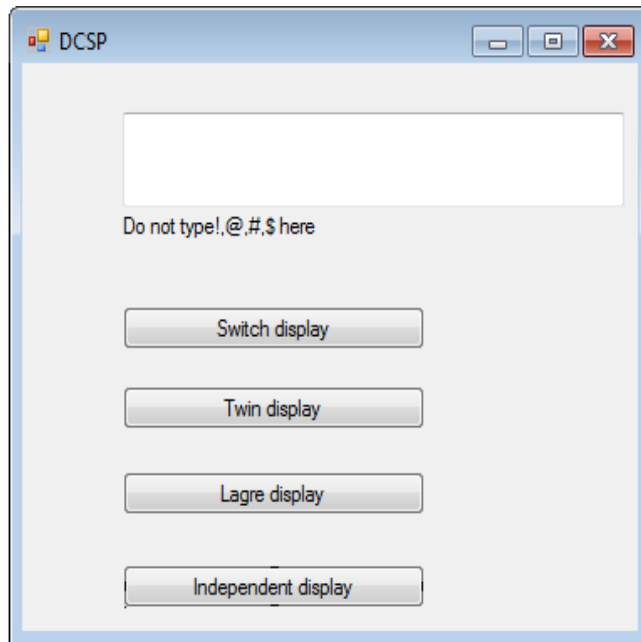 DCSP
Do not type!,@,#,$ here
Switch display
Twin display
Lagre display
Independent display